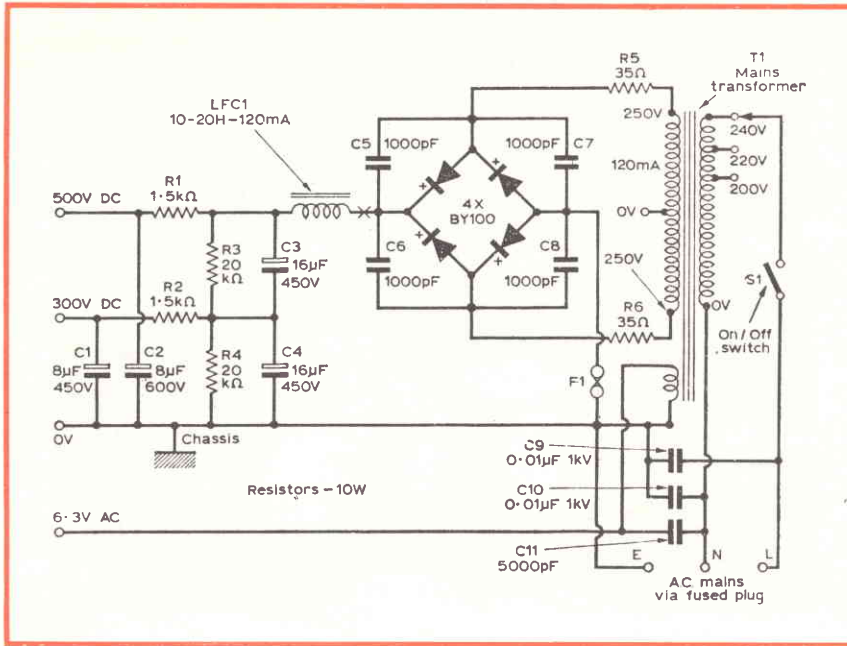 R5
35Ω
T1
Mains
transformer
LFC1
10-20H-120mA
250V
240V
220V
200V
120mA
C5
1000pF
1000pF
C7
+
+
4X
BY100
+
+
C6
1000pF
C8
1000pF
0V
250V
0V
R6
35Ω
S1
On/Off
switch
500V DC
R1
1·5kΩ
R3
20
kΩ
C3
16μF
450V
300V DC
R2
1·5kΩ
C1
8μF
450V
C2
8μF
600V
R4
20
kΩ
C4
16μF
450V
F1
0V
Chassis
C9
0·01μF 1kV
Resistors – 10W
C10
0·01μF 1kV
6·3V AC
C11
5000pF
E
N
L
A.C. mains
via fused plug